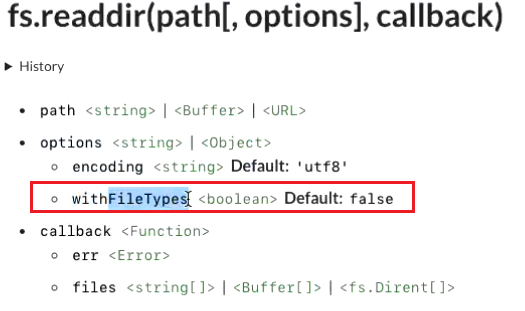 fs.readdir(path[, options], callback)
▶ History
• path <string> | <Buffer> | <URL>
• options <string> | <Object>
◦ encoding <string> Default: 'utf8'
◦ withFileTypes <boolean> Default: false
• callback <Function>
◦ err <Error>
◦ files <string[]> | <Buffer[]> | <fs.Dirent[]>